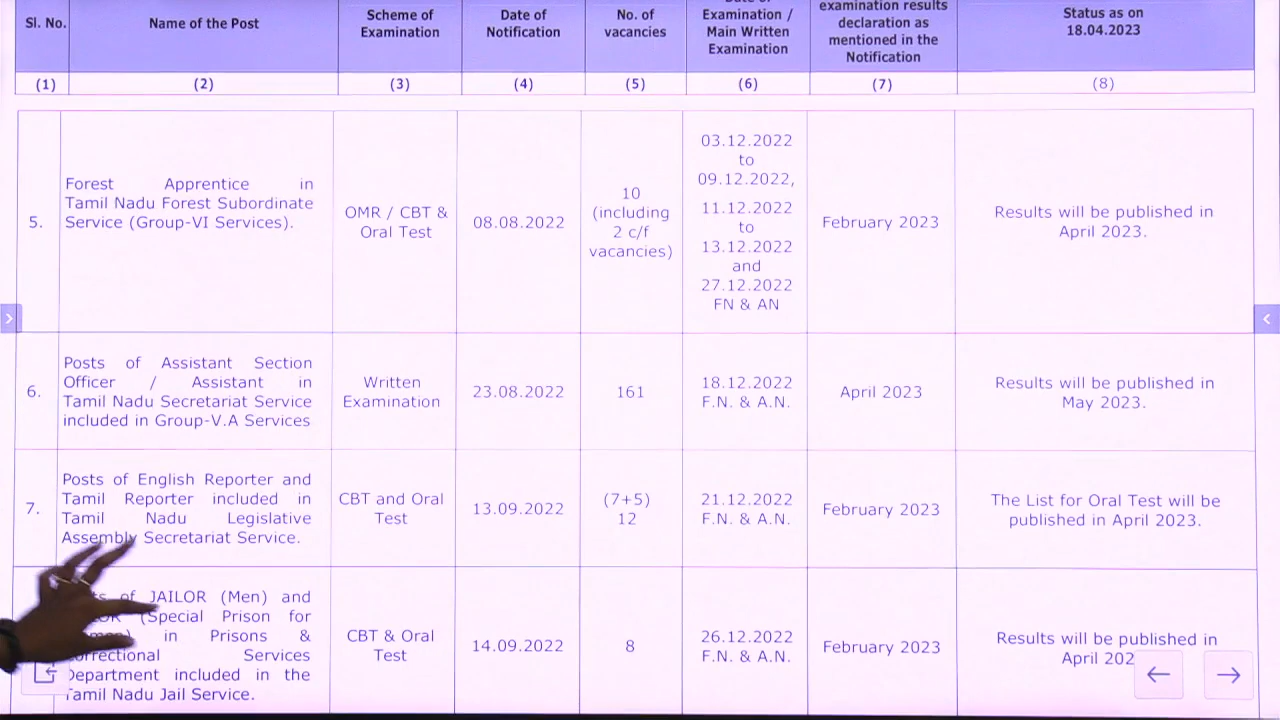 Sl. No.
Name of the Post
Scheme of
Examination
Date of
Notification
No. of
vacancies
Examination /
Main Written
Examination
examination results
declaration as
mentioned in the
Notification
Status as on
18.04.2023
(1)
(2)
(3)
(4)
(5)
(6)
(7)
(8)
5.
Forest Apprentice in
Tamil Nadu Forest Subordinate
Service (Group-VI Services).
OMR / CBT &
Oral Test
08.08.2022
10
(including
2 c/f
vacancies)
03.12.2022
to
09.12.2022,
11.12.2022
to
13.12.2022
and
27.12.2022
FN & AN
February 2023
Results will be published in
April 2023.
6.
Posts of Assistant Section
Officer / Assistant in
Tamil Nadu Secretariat Service
included in Group-V.A Services
Written
Examination
23.08.2022
161
18.12.2022
F.N. & A.N.
April 2023
Results will be published in
May 2023.
7.
Posts of English Reporter and
Tamil Reporter included in
Tamil Nadu Legislative
Assembly Secretariat Service.
CBT and Oral
Test
13.09.2022
(7+5)
12
21.12.2022
F.N. & A.N.
February 2023
The List for Oral Test will be
published in April 2023.
of JAILOR (Men) and
(Special Prison for
in Prisons &
Services
Department included in the
Tamil Nadu Jail Service.
CBT & Oral
Test
14.09.2022
8
26.12.2022
F.N. & A.N.
February 2023
Results will be published in
April 202